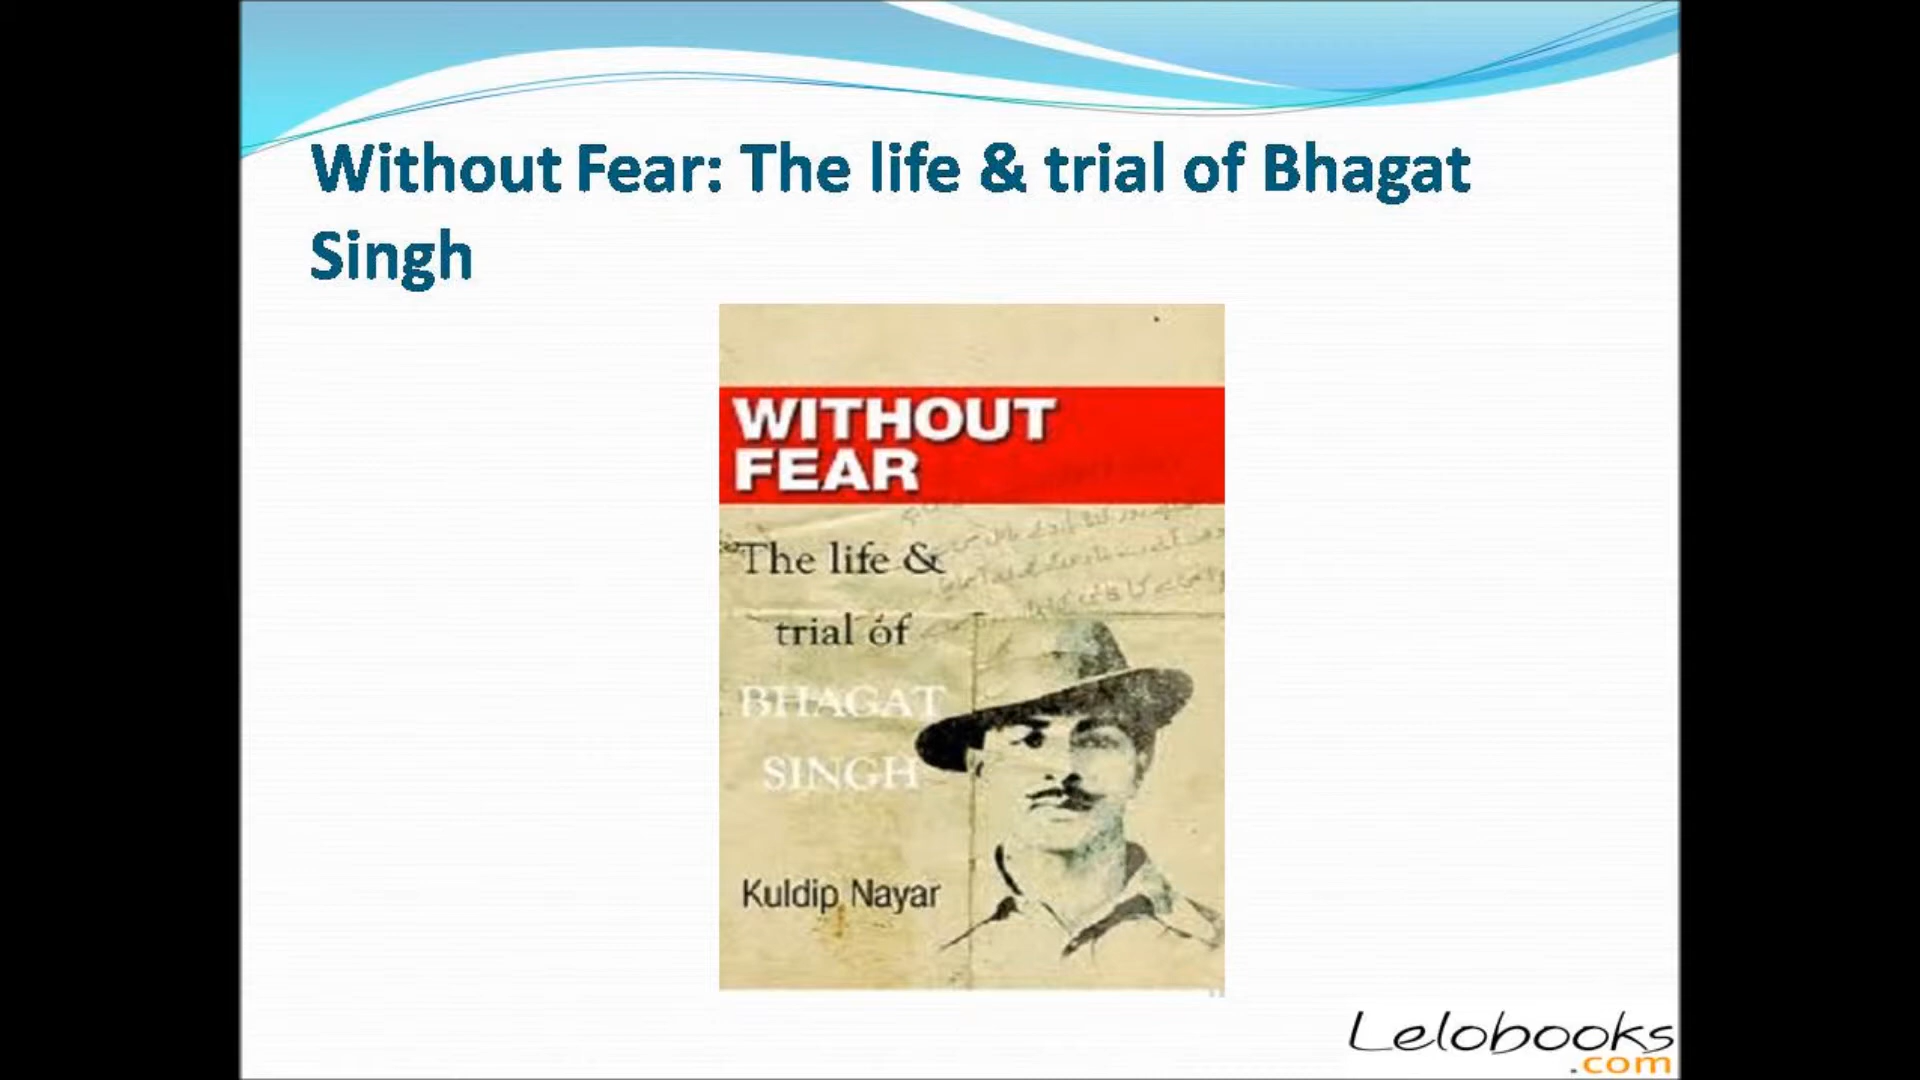 Without Fear: The life & trial of Bhagat
Singh
WITHOUT
FEAR
The life &
trial of
BHAGAT
SINGH
Kuldip Nayar
Lelobooks
.com